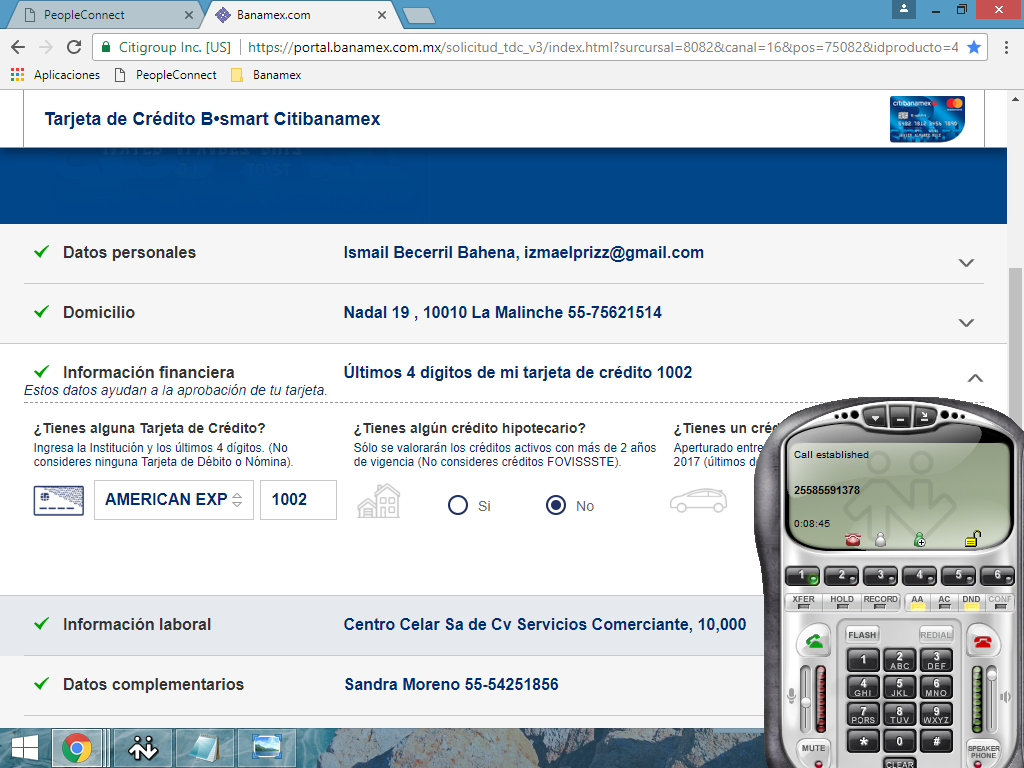 PeopleConnect
Banamex.com
Citigroup Inc. [US]
https://portal.banamex.com.mx/solicitud_tdc_v3/index.html?sursursal=8082&canal=16&pos=75082&idproducto=4
Aplicaciones
PeopleConnect
Banamex
Tarjeta de Crédito B•smart Citibanamex
citibanamex
Datos personales
Ismail Becerril Bahena, izmaelprizz@gmail.com
Domicilio
Nadal 19 , 10010 La Malinche 55-75621514
Información financiera
Últimos 4 dígitos de mi tarjeta de crédito 1002
Estos datos ayudan a la aprobación de tu tarjeta.
¿Tienes alguna Tarjeta de Crédito?
Ingresa la Institución y los últimos 4 dígitos. (No
consideres ninguna Tarjeta de Débito o Nómina).
AMERICAN EXP
1002
¿Tienes algún crédito hipotecario?
Sólo se valorarán los créditos activos con más de 2 años
de vigencia (No consideres créditos FOVISSSTE).
Si
No
¿Tienes un créd
Aperturado entre
2017 (últimos d
Información laboral
Centro Celar Sa de Cv Servicios Comerciante, 10,000
Datos complementarios
Sandra Moreno 55-54251856
Call established
25585591378
0:08:45
1 2 3 4 5 6
XFER HOLD RECORD AA AC DND CONF
FLASH REDIAL
1 2 ABC 3 DEF
4 GHI 5 JKL 6 MNO
7 PQRS 8 TUV 9 WXYZ
* 0 #
MUTE
CLEAR
SPEAKER
PHONE